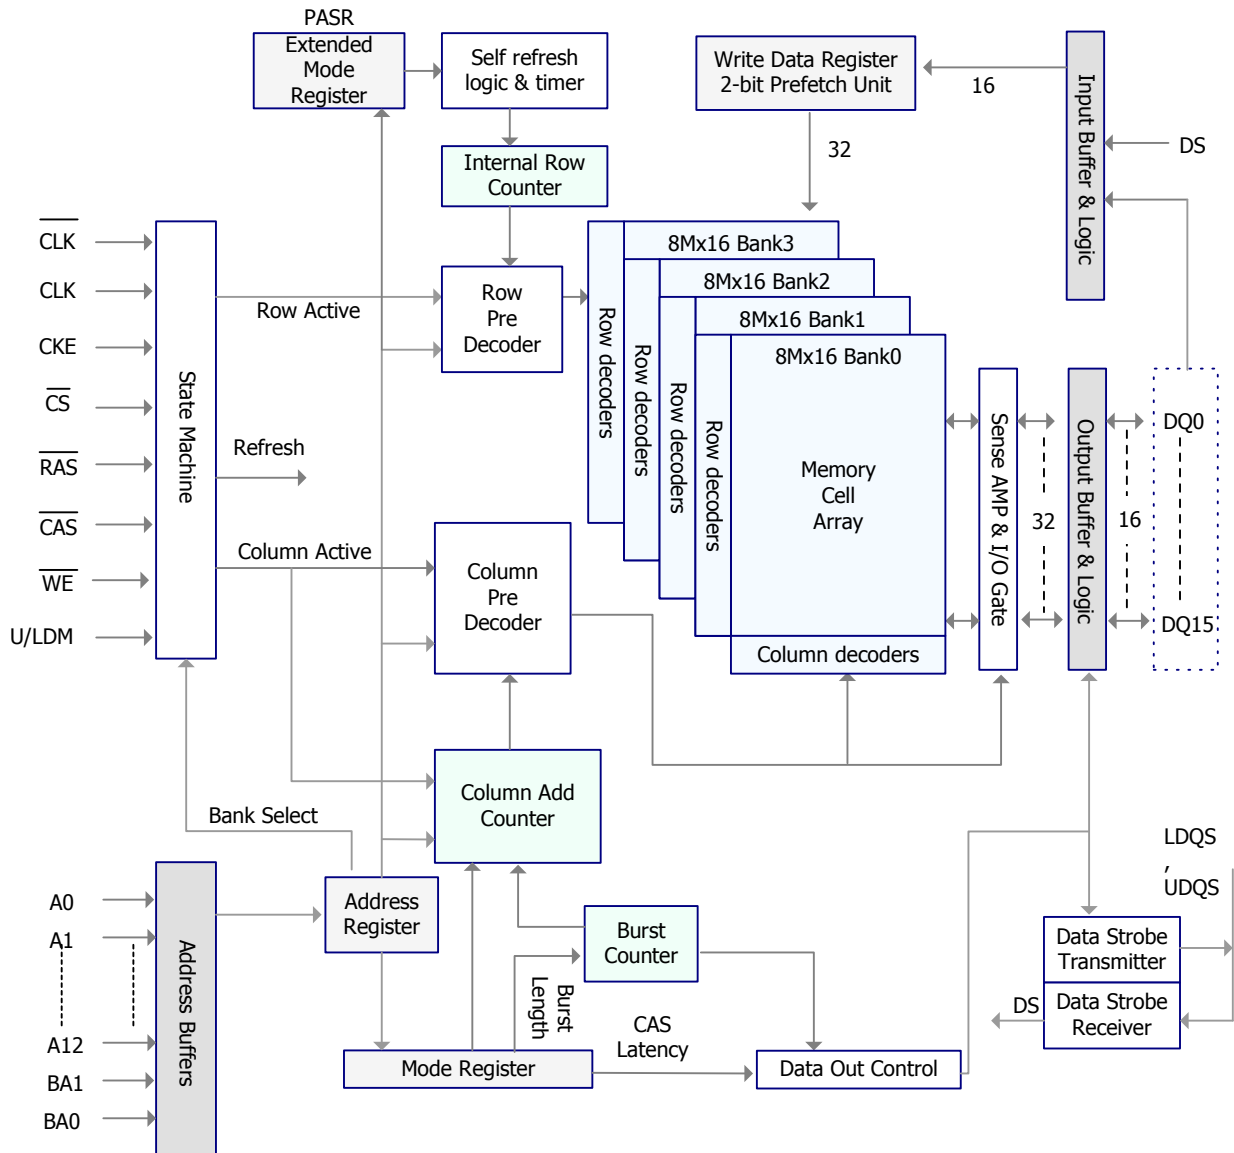 PASR
Extended
Mode
Register
Self refresh
logic & timer
Write Data Register
2-bit Prefetch Unit
16
Input Buffer & Logic
DS
32
Internal Row
Counter
CLK
CLK
CKE
CS
RAS
CAS
WE
U/LDM
State Machine
Row Active
Refresh
Column Active
Row
Pre
Decoder
Row decoders
Row decoders
Row decoders
Row decoders
8Mx16 Bank3
8Mx16 Bank2
8Mx16 Bank1
8Mx16 Bank0
Memory
Cell
Array
Column decoders
Sense AMP & I/O Gate
32
Output Buffer & Logic
16
DQ0
DQ15
Column
Pre
Decoder
Column Add
Counter
Bank Select
A0
A1
A12
BA1
BA0
Address Buffers
Address
Register
Burst
Counter
Burst
Length
CAS
Latency
Mode Register
Data Out Control
LDQS
,
UDQS
Data Strobe
Transmitter
Data Strobe
Receiver
DS